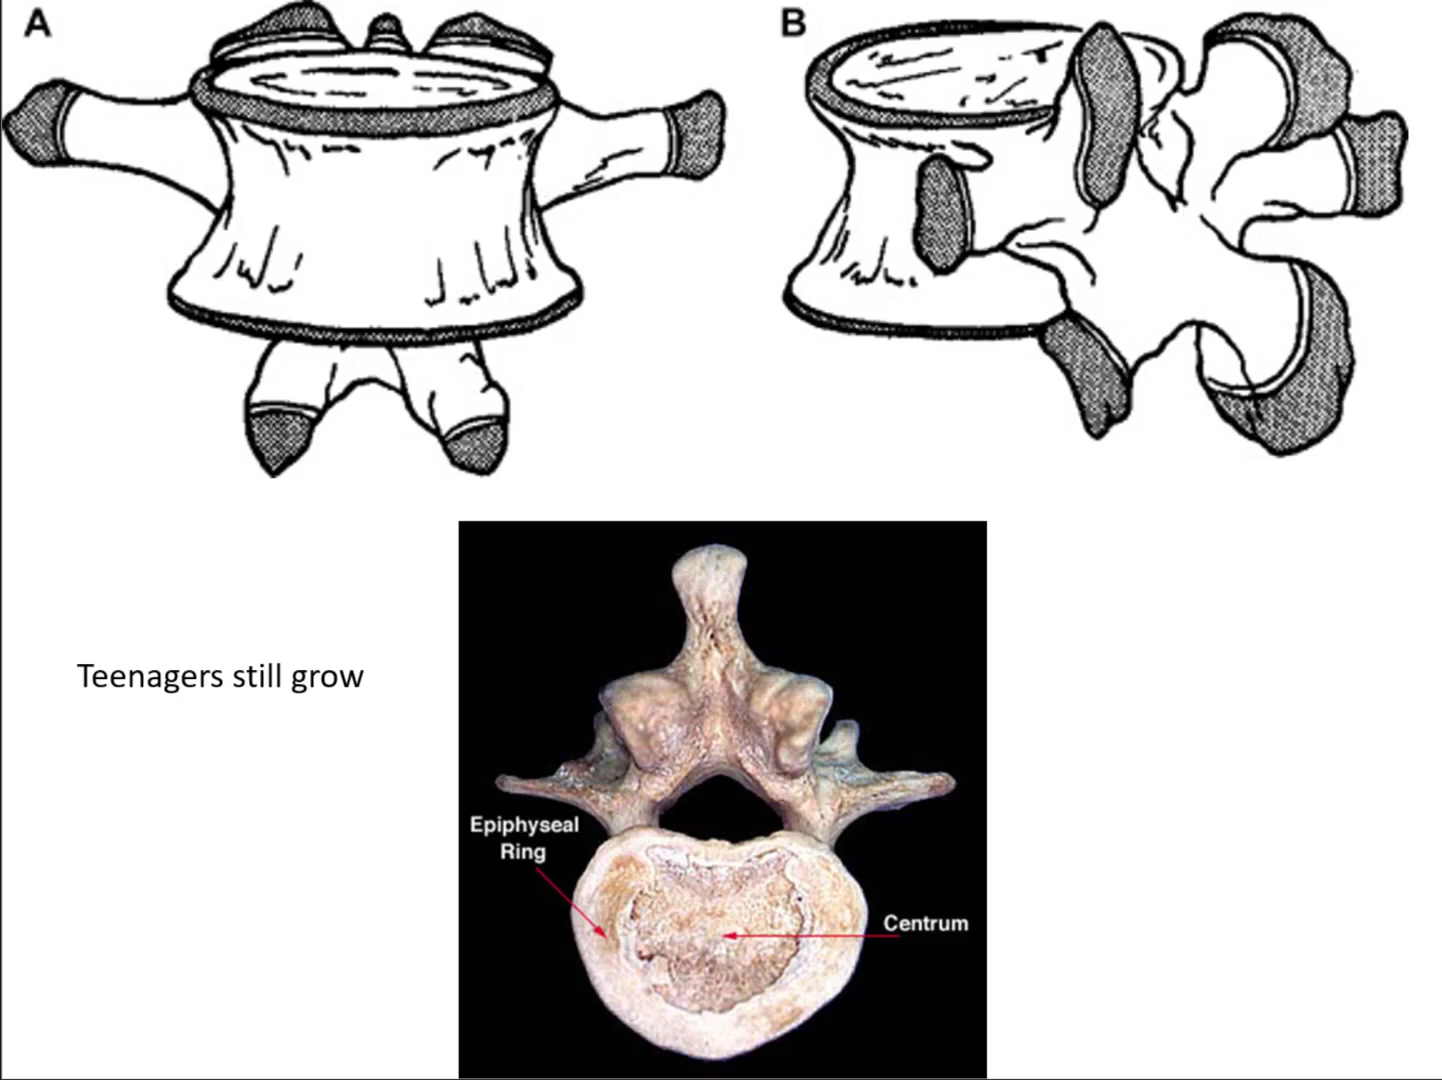 A
B
Teenagers still grow
Epiphyseal
Ring
Centrum